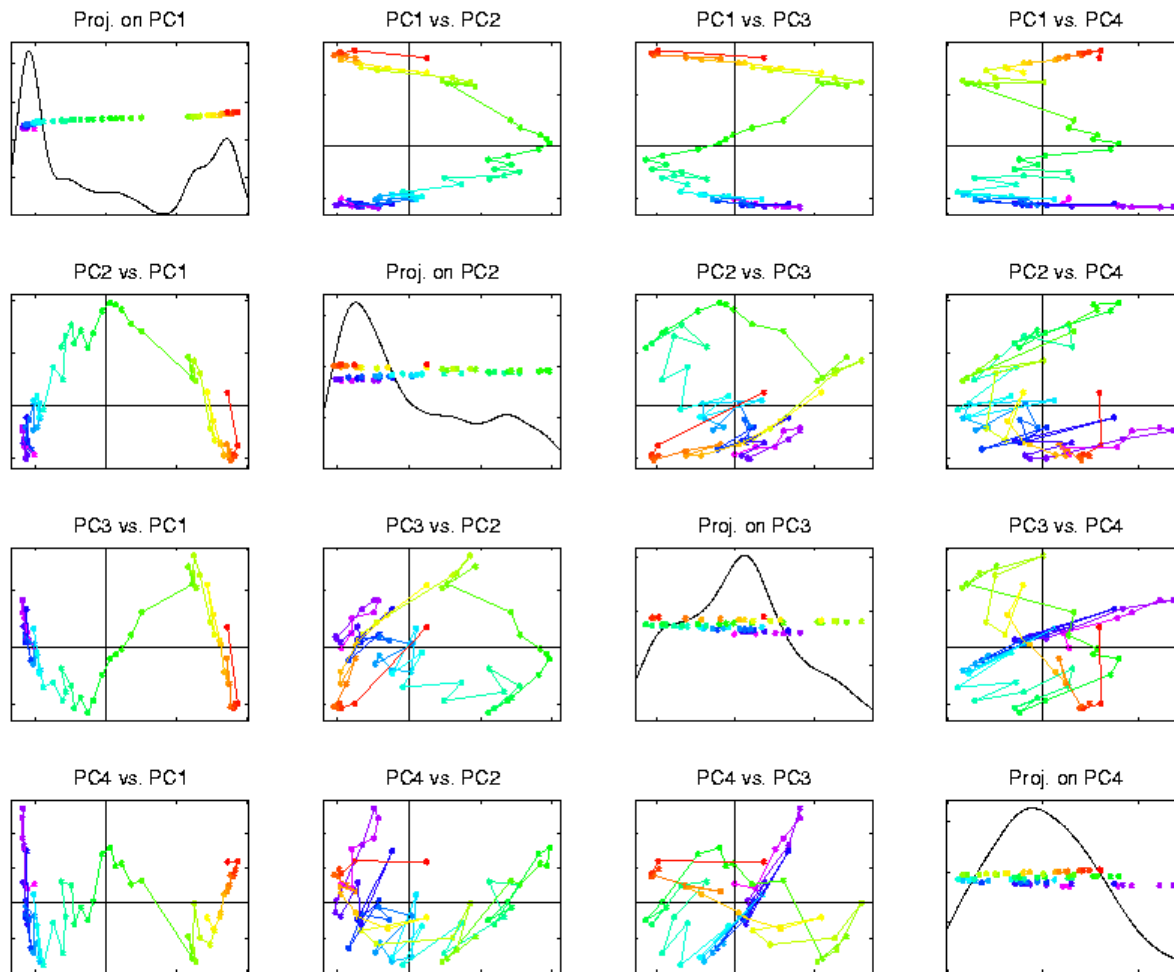 Proj. on PC1
PC1 vs. PC2
PC1 vs. PC3
PC1 vs. PC4
PC2 vs. PC1
Proj. on PC2
PC2 vs. PC3
PC2 vs. PC4
PC3 vs. PC1
PC3 vs. PC2
Proj. on PC3
PC3 vs. PC4
PC4 vs. PC1
PC4 vs. PC2
PC4 vs. PC3
Proj. on PC4